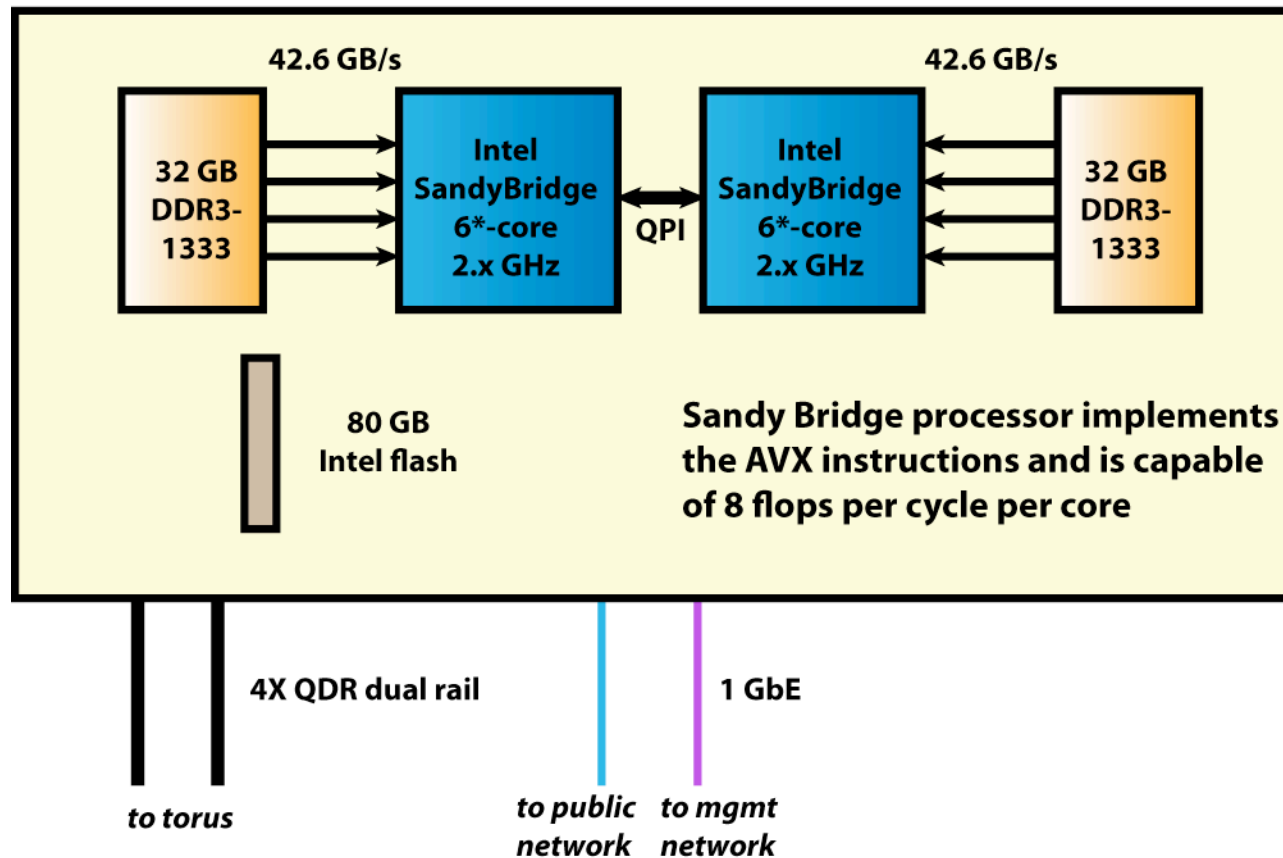 42.6 GB/s
42.6 GB/s
32 GB
DDR3-
1333
Intel
SandyBridge
6*-core
2.x GHz
QPI
Intel
SandyBridge
6*-core
2.x GHz
32 GB
DDR3-
1333
80 GB
Intel flash
Sandy Bridge processor implements
the AVX instructions and is capable
of 8 flops per cycle per core
4X QDR dual rail
1 GbE
to torus
to public
network
to mgmt
network